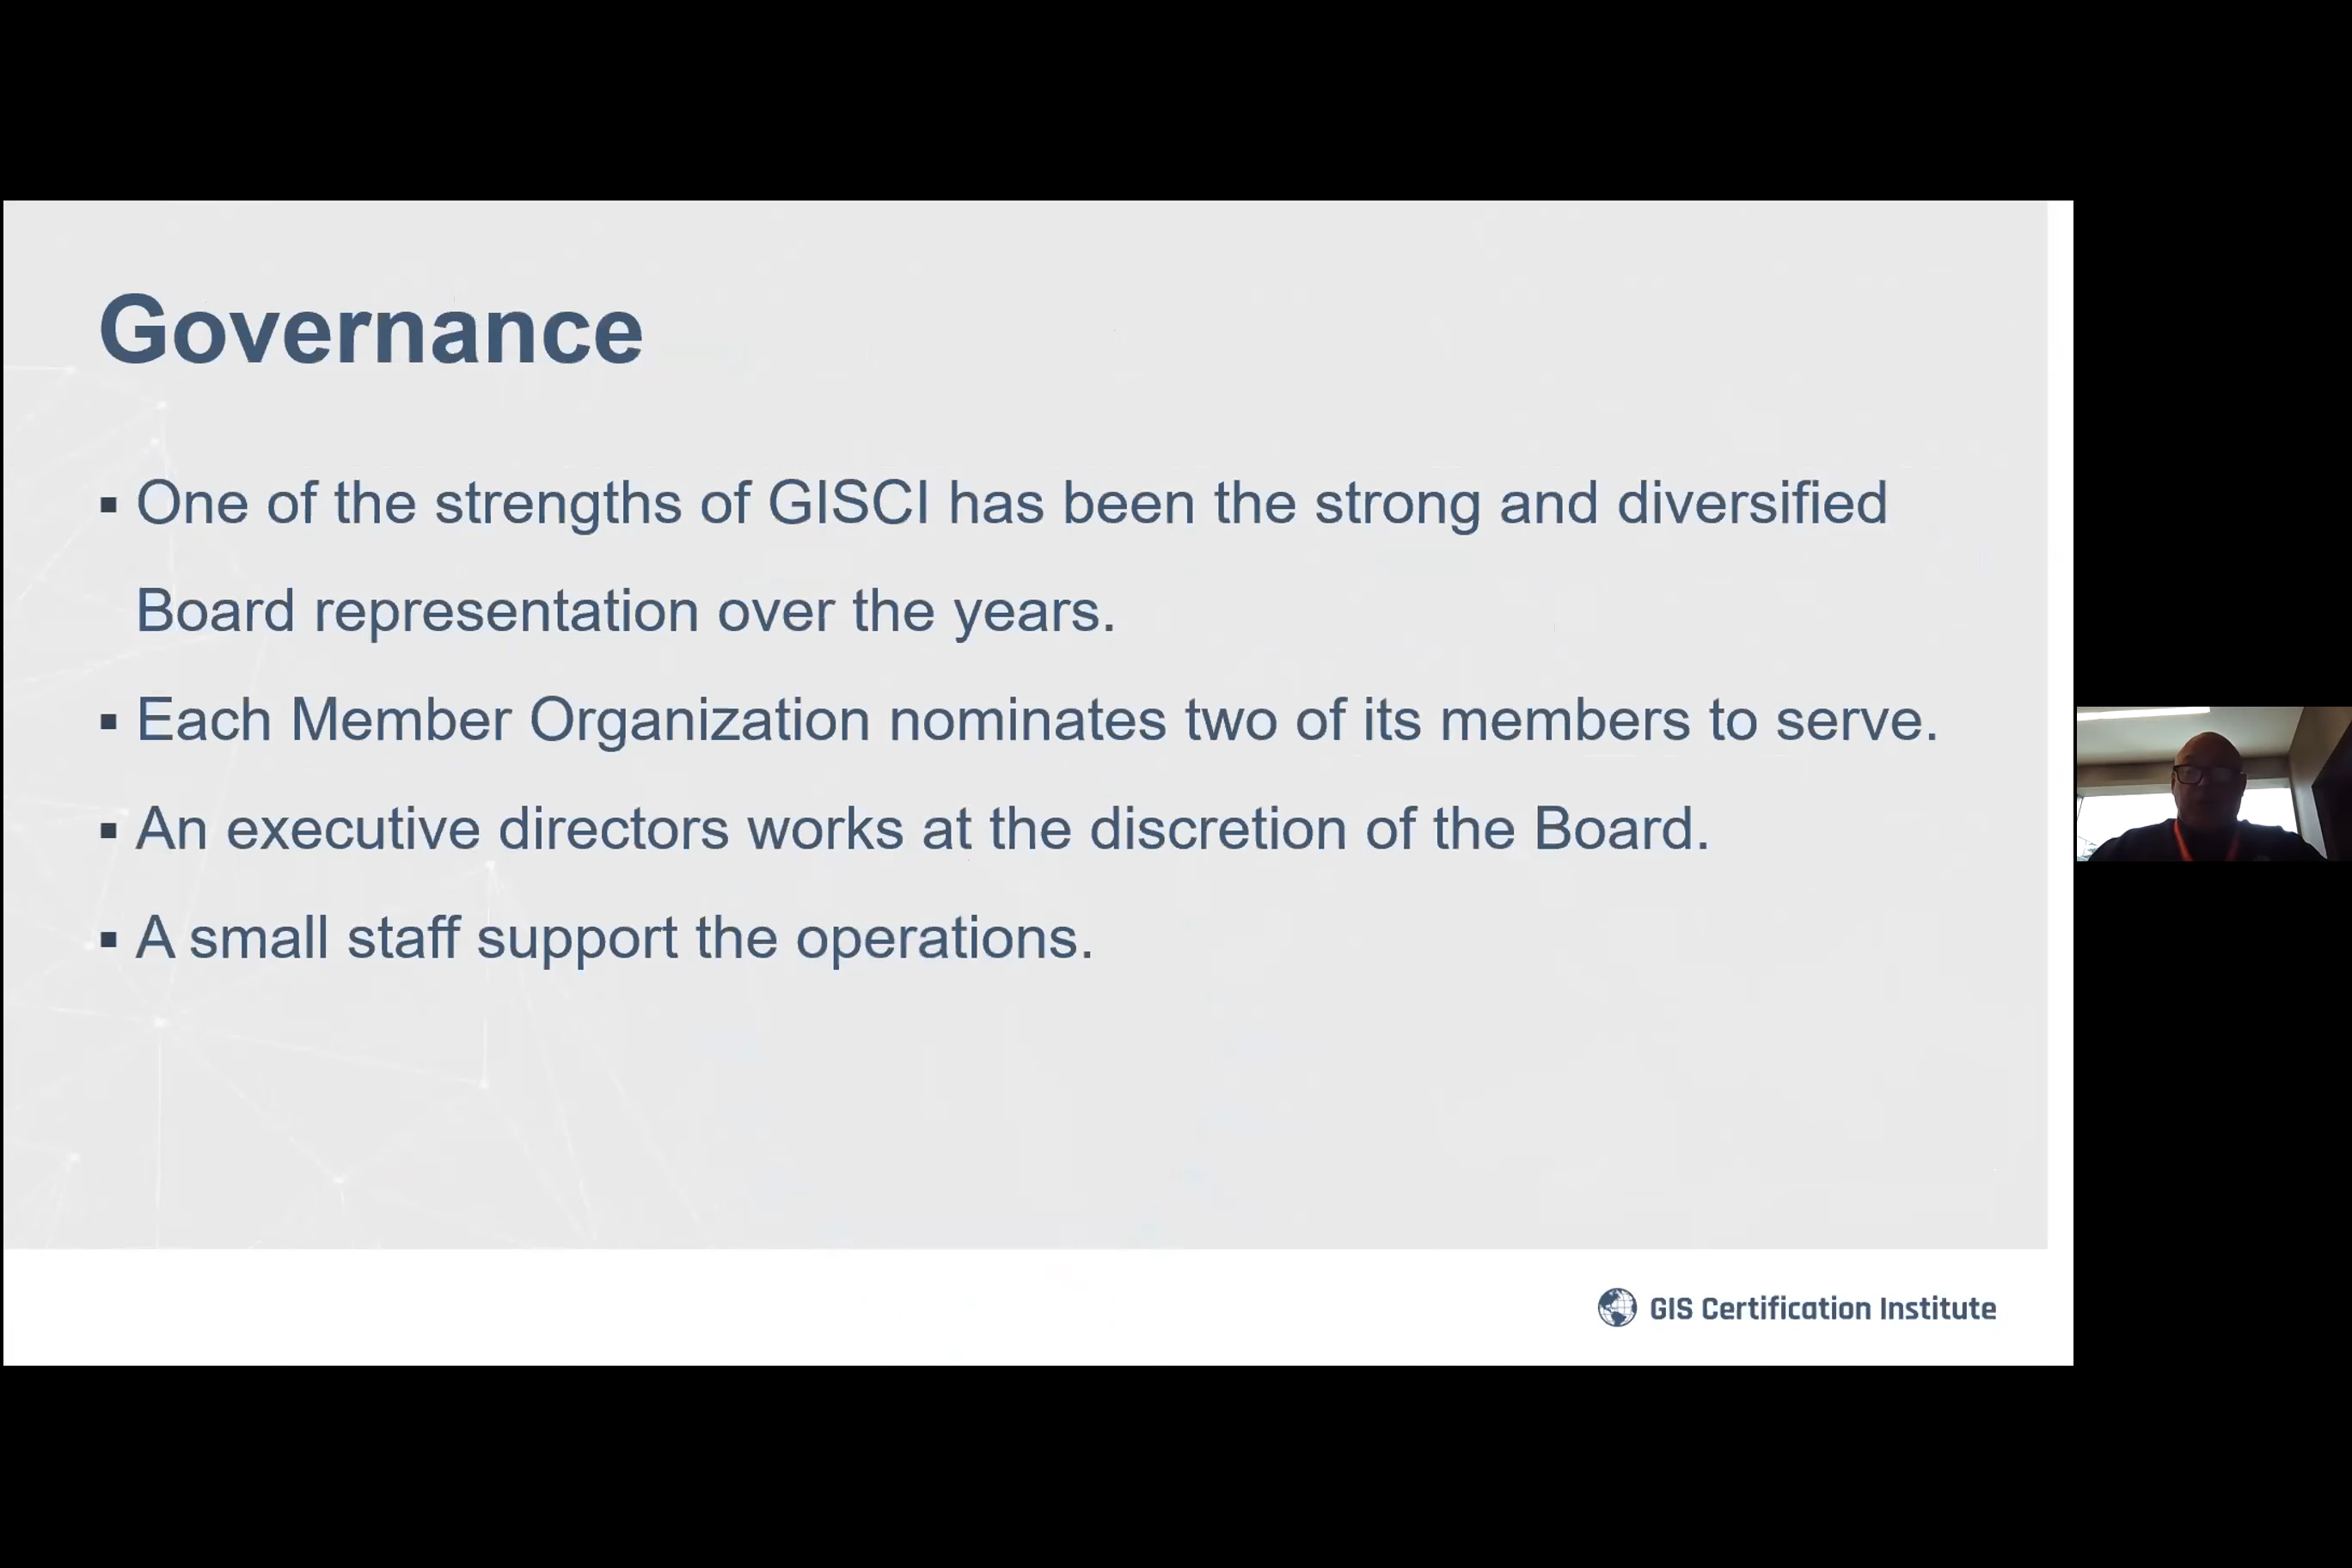 Governance
▪ One of the strengths of GISCI has been the strong and diversified
Board representation over the years.
▪ Each Member Organization nominates two of its members to serve.
▪ An executive directors works at the discretion of the Board.
▪ A small staff support the operations.
GIS Certification Institute